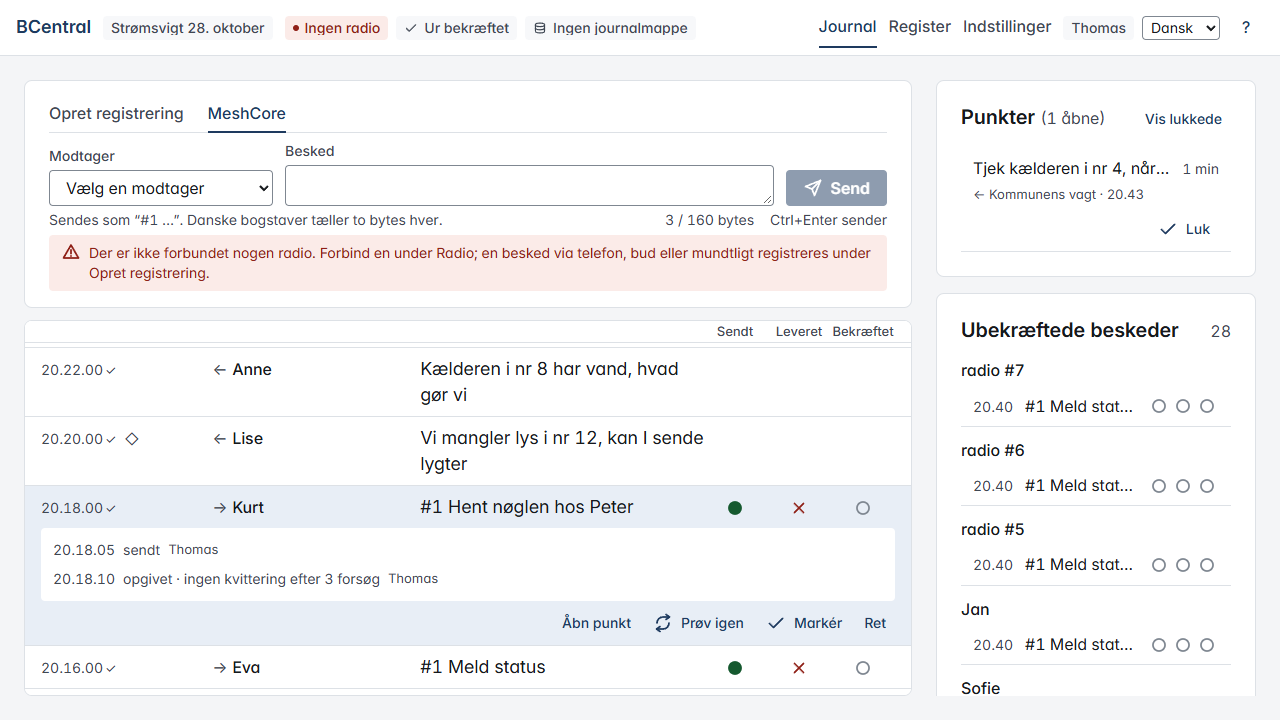 BCentral
Strømsvigt 28. oktober
Ingen radio
Ur bekræftet
Ingen journalmappe
Journal
Register
Indstillinger
Thomas
Dansk
?
Opret registrering
MeshCore
Modtager
Besked
Vælg en modtager
Send
Sendes som “#1 …”. Danske bogstaver tæller to bytes hver.
3 / 160 bytes
Ctrl+Enter sender
Der er ikke forbundet nogen radio. Forbind en under Radio; en besked via telefon, bud eller mundtligt registreres under
Opret registrering.
Sendt
Leveret
Bekræftet
20.22.00
← Anne
Kælderen i nr 8 har vand, hvad
gør vi
20.20.00
← Lise
Vi mangler lys i nr 12, kan I sende
lygter
20.18.00
→ Kurt
#1 Hent nøglen hos Peter
20.18.05 sendt Thomas
20.18.10 opgivet · ingen kvittering efter 3 forsøg Thomas
Åbn punkt
Prøv igen
Markér
Ret
20.16.00
→ Eva
#1 Meld status
Punkter (1 åbne)
Vis lukkede
Tjek kælderen i nr 4, når…
1 min
← Kommunens vagt · 20.43
Luk
Ubekræftede beskeder
28
radio #7
20.40 #1 Meld stat…
radio #6
20.40 #1 Meld stat…
radio #5
20.40 #1 Meld stat…
Jan
20.40 #1 Meld stat…
Sofie